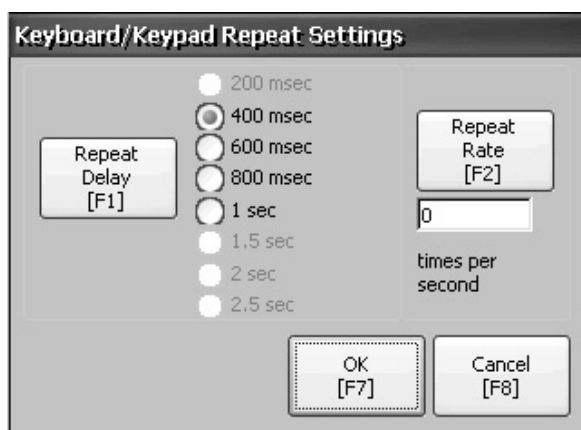 Keyboard/Keypad Repeat Settings
Repeat
Delay
[F1]
200 msec
400 msec
600 msec
800 msec
1 sec
1.5 sec
2 sec
2.5 sec
Repeat
Rate
[F2]
0
times per
second
OK
[F7]
Cancel
[F8]